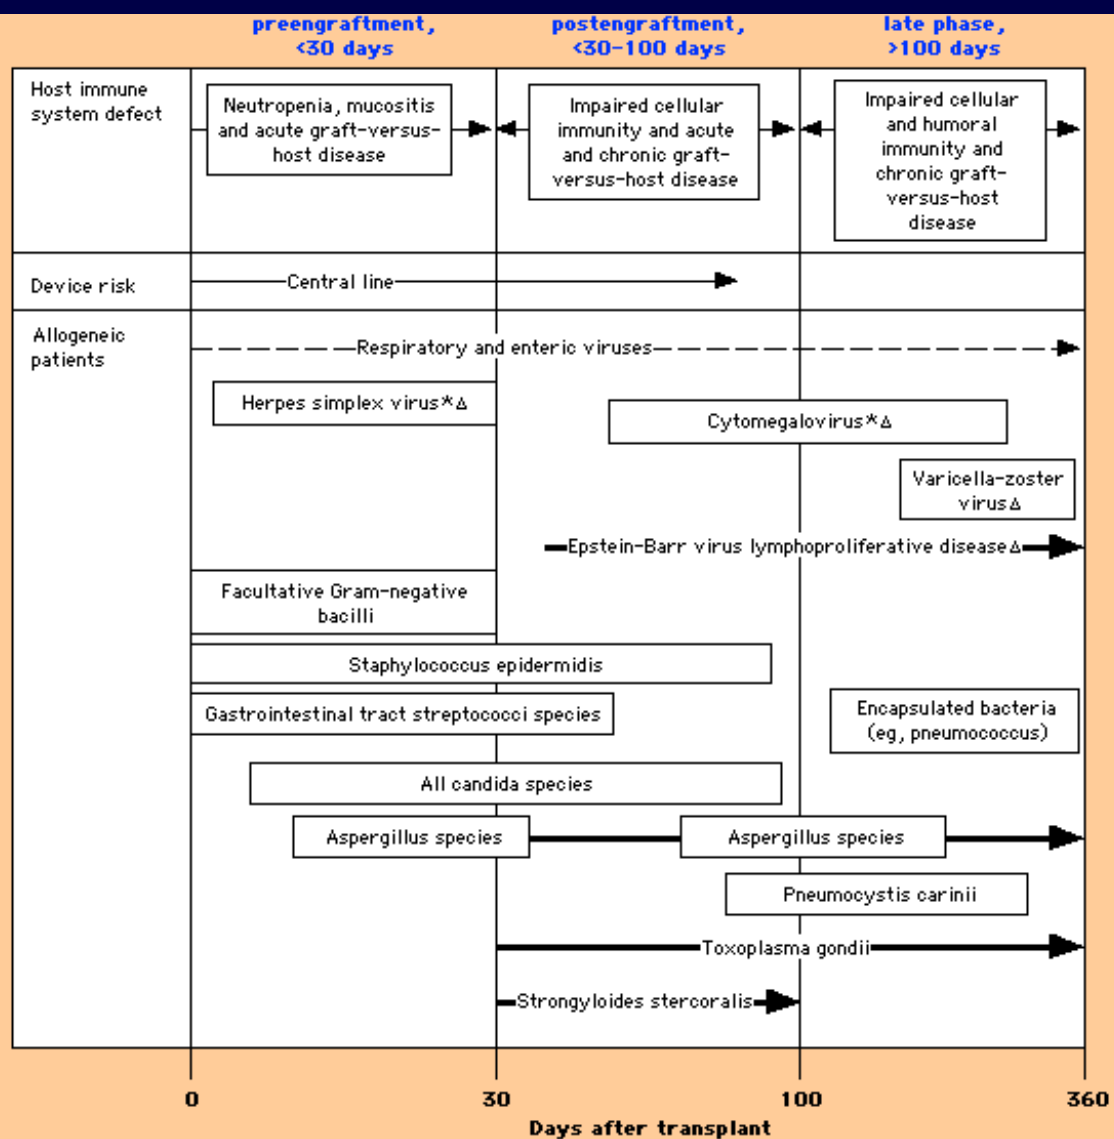 preengraftment,
<30 days
postengraftment,
<30-100 days
late phase,
>100 days
Host immune
system defect
Neutropenia, mucositis
and acute graft-versus-
host disease
Impaired cellular
immunity and acute
and chronic graft-
versus-host disease
Impaired cellular
and humoral
immunity and
chronic graft-
versus-host
disease
Device risk
Central line
Allogeneic
patients
Respiratory and enteric viruses
Herpes simplex virus*Δ
Cytomegalovirus*Δ
Varicella-zoster
virusΔ
Epstein-Barr virus lymphoproliferative diseaseΔ
Facultative Gram-negative
bacilli
Staphylococcus epidermidis
Gastrointestinal tract streptococci species
Encapsulated bacteria
(eg, pneumococcus)
All candida species
Aspergillus species
Aspergillus species
Pneumocystis carinii
Toxoplasma gondii
Strongyloides stercoralis
0
30
100
360
Days after transplant